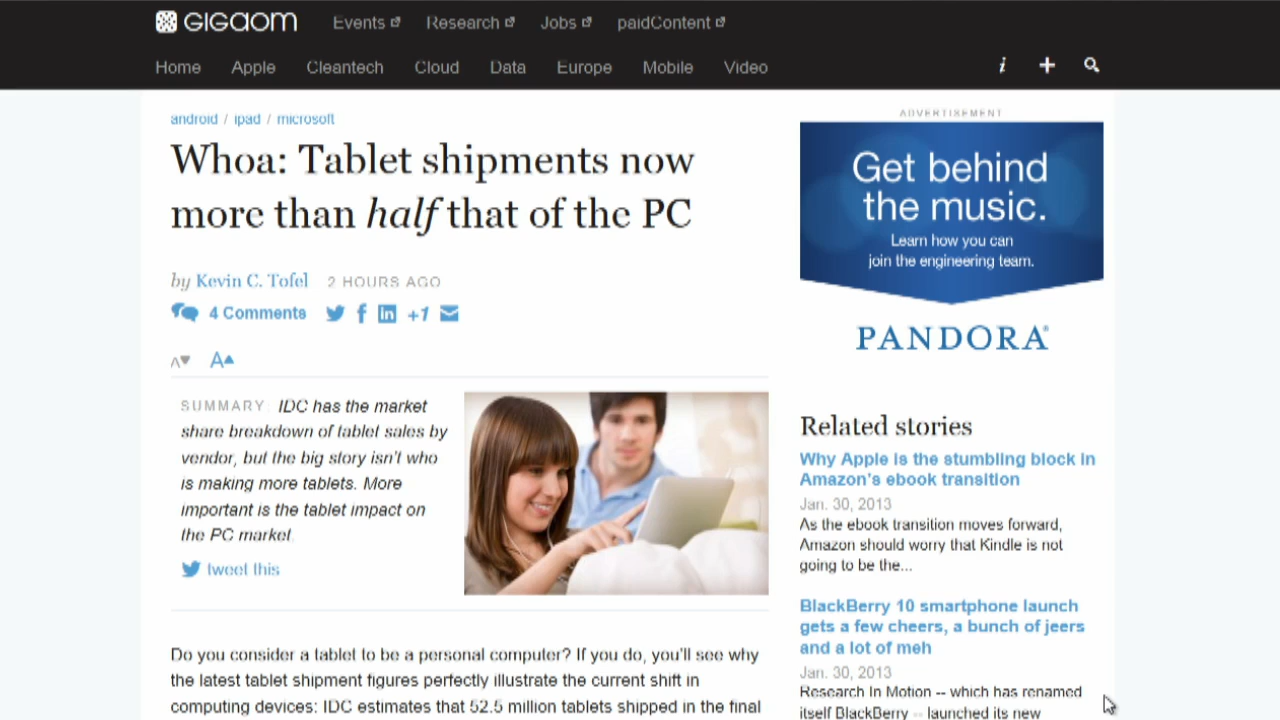 GIGAOM Events Research Jobs paidContent
Home Apple Cleantech Cloud Data Europe Mobile Video
android / ipad / microsoft
Whoa: Tablet shipments now
more than half that of the PC
by Kevin C. Tofel 2 HOURS AGO
4 Comments +1
A A
SUMMARY: IDC has the market
share breakdown of tablet sales by
vendor, but the big story isn't who
is making more tablets. More
important is the tablet impact on
the PC market.
tweet this
Do you consider a tablet to be a personal computer? If you do, you'll see why
the latest tablet shipment figures perfectly illustrate the current shift in
computing devices: IDC estimates that 52.5 million tablets shipped in the final
ADVERTISEMENT
Get behind
the music.
Learn how you can
join the engineering team.
PANDORA
Related stories
Why Apple is the stumbling block in
Amazon's ebook transition
Jan. 30, 2013
As the ebook transition moves forward,
Amazon should worry that Kindle is not
going to be the...
BlackBerry 10 smartphone launch
gets a few cheers, a bunch of jeers
and a lot of meh
Jan. 30, 2013
Research In Motion -- which has renamed
itself BlackBerry -- launched its new